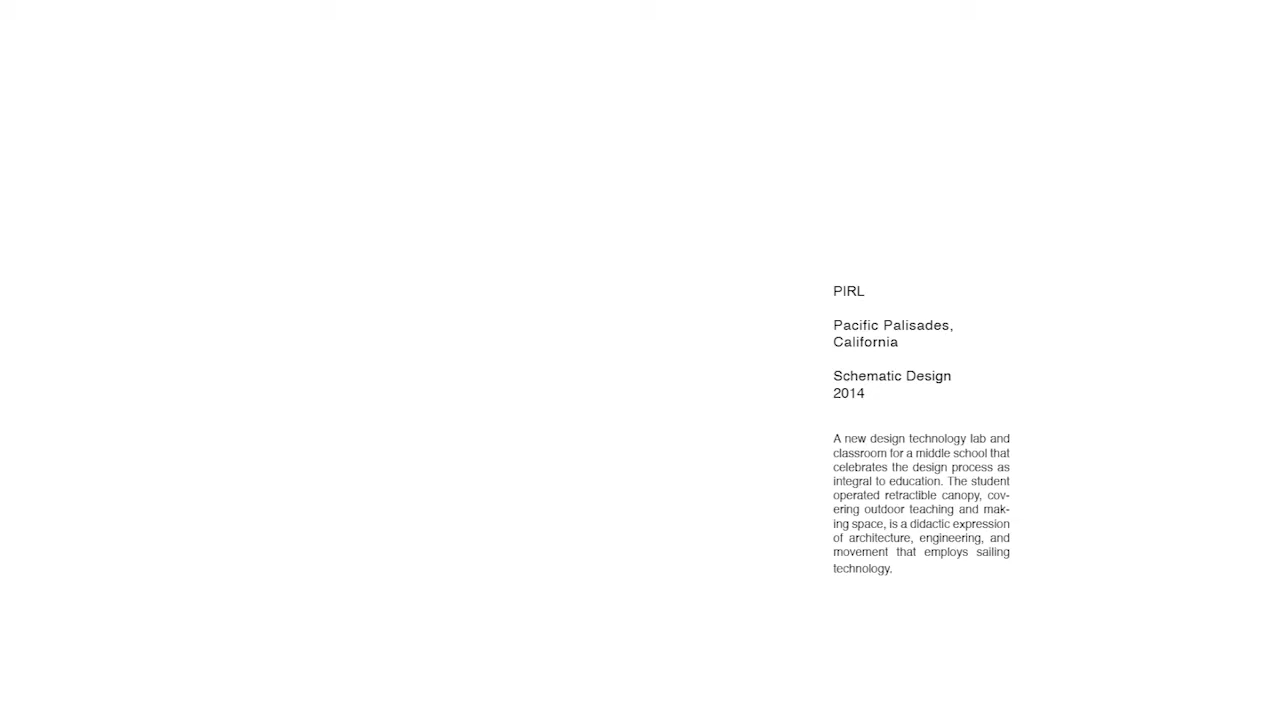 PIRL
Pacific Palisades,
California
Schematic Design
2014
A new design technology lab and
classroom for a middle school that
celebrates the design process as
integral to education. The student
operated retractible canopy, cov-
ering outdoor teaching and mak-
ing space, is a didactic expression
of architecture, engineering, and
movement that employs sailing
technology.